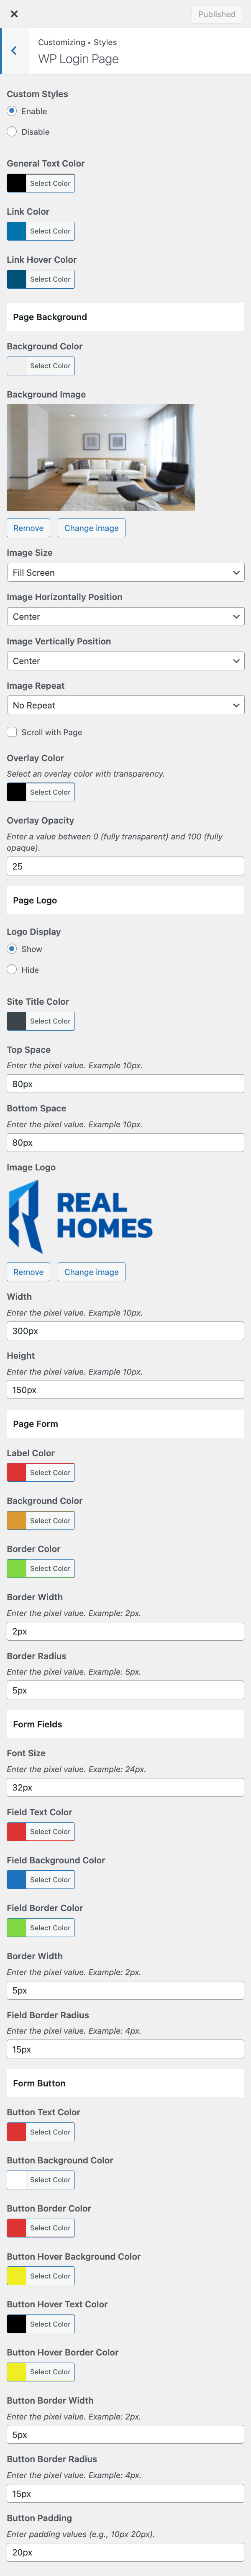 Published
Customizing ▸ Styles
WP Login Page
Custom Styles
Enable
Disable
General Text Color
Select Color
Link Color
Select Color
Link Hover Color
Select Color
Page Background
Background Color
Select Color
Background Image
Remove
Change image
Image Size
Fill Screen
Image Horizontally Position
Center
Image Vertically Position
Center
Image Repeat
No Repeat
Scroll with Page
Overlay Color
Select an overlay color with transparency.
Select Color
Overlay Opacity
Enter a value between 0 (fully transparent) and 100 (fully
opaque).
25
Page Logo
Logo Display
Show
Hide
Site Title Color
Select Color
Top Space
Enter the pixel value. Example 10px.
80px
Bottom Space
Enter the pixel value. Example 10px.
80px
Image Logo
REAL
HOMES
Remove
Change image
Width
Enter the pixel value. Example 10px.
300px
Height
Enter the pixel value. Example 10px.
150px
Page Form
Label Color
Select Color
Background Color
Select Color
Border Color
Select Color
Border Width
Enter the pixel value. Example: 2px.
2px
Border Radius
Enter the pixel value. Example: 5px.
5px
Form Fields
Font Size
Enter the pixel value. Example: 24px.
32px
Field Text Color
Select Color
Field Background Color
Select Color
Field Border Color
Select Color
Border Width
Enter the pixel value. Example: 2px.
5px
Field Border Radius
Enter the pixel value. Example: 4px.
15px
Form Button
Button Text Color
Select Color
Button Background Color
Select Color
Button Border Color
Select Color
Button Hover Background Color
Select Color
Button Hover Text Color
Select Color
Button Hover Border Color
Select Color
Button Border Width
Enter the pixel value. Example: 2px.
5px
Button Border Radius
Enter the pixel value. Example: 4px.
15px
Button Padding
Enter padding values (e.g., 10px 20px).
20px